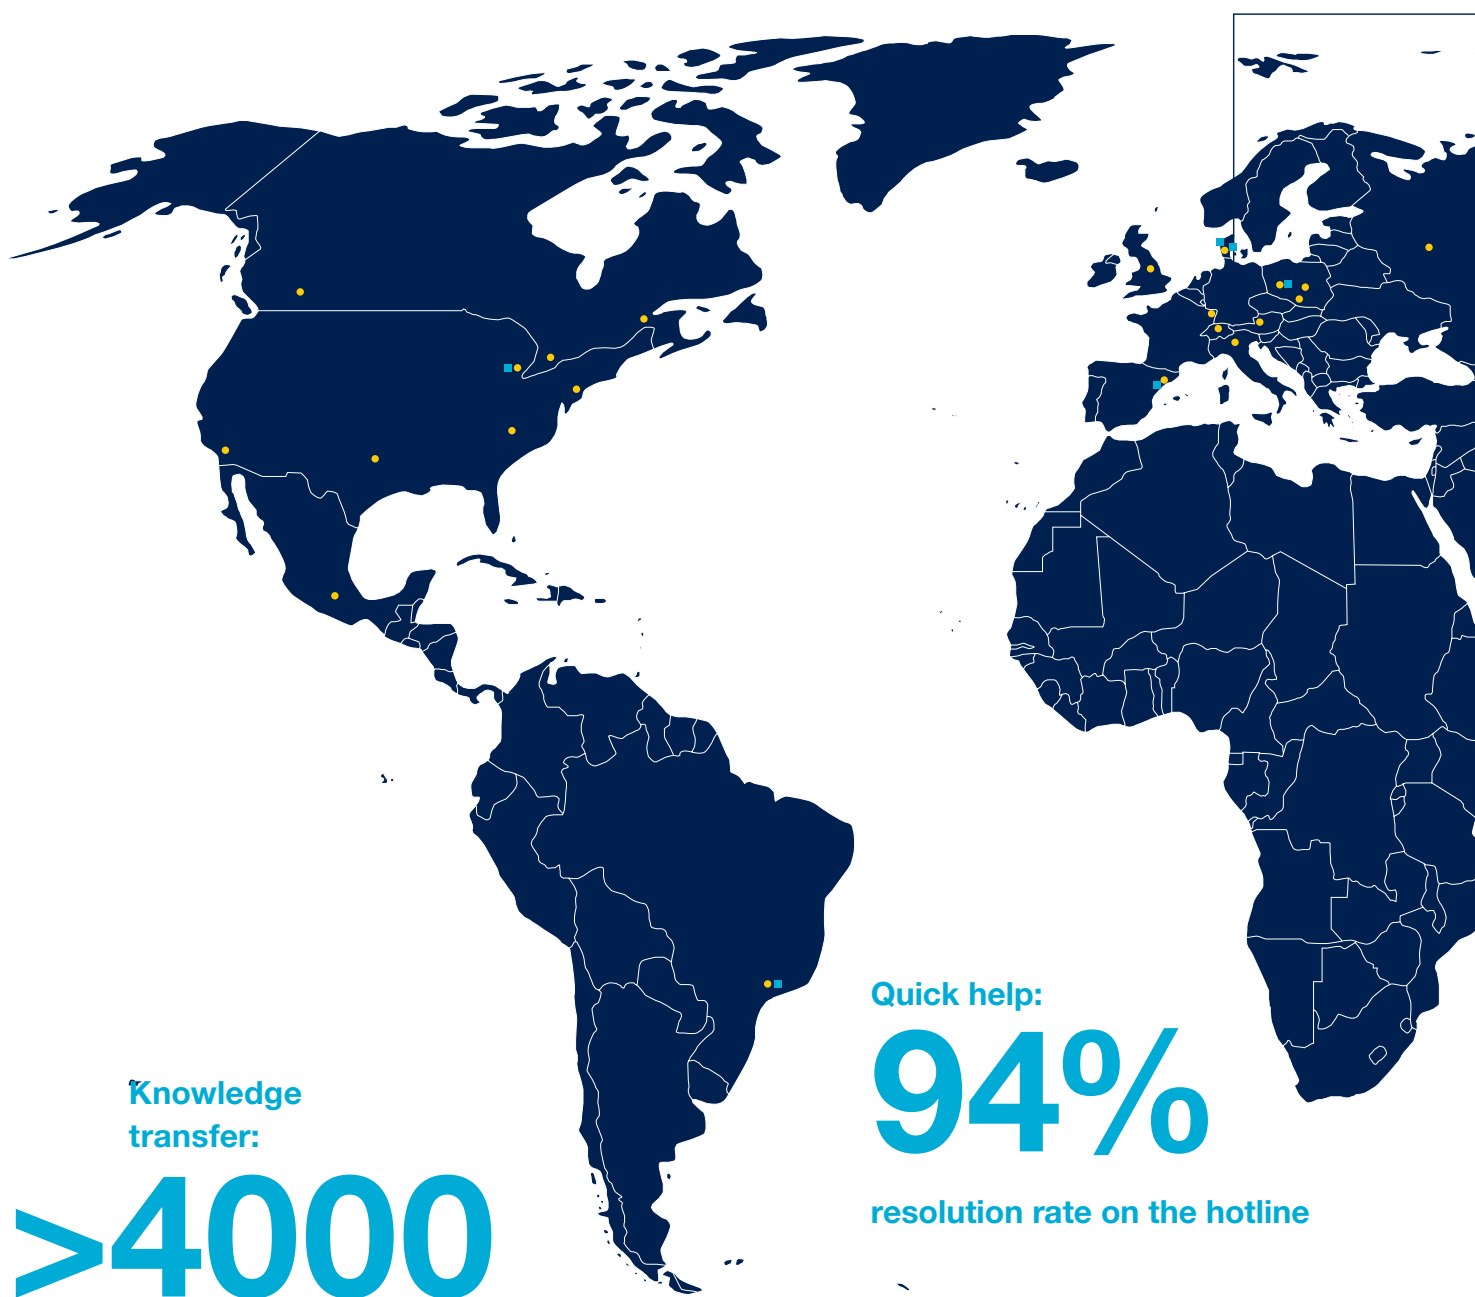 Quick help:
94%
resolution rate on the hotline
Knowledge
transfer:
>4000